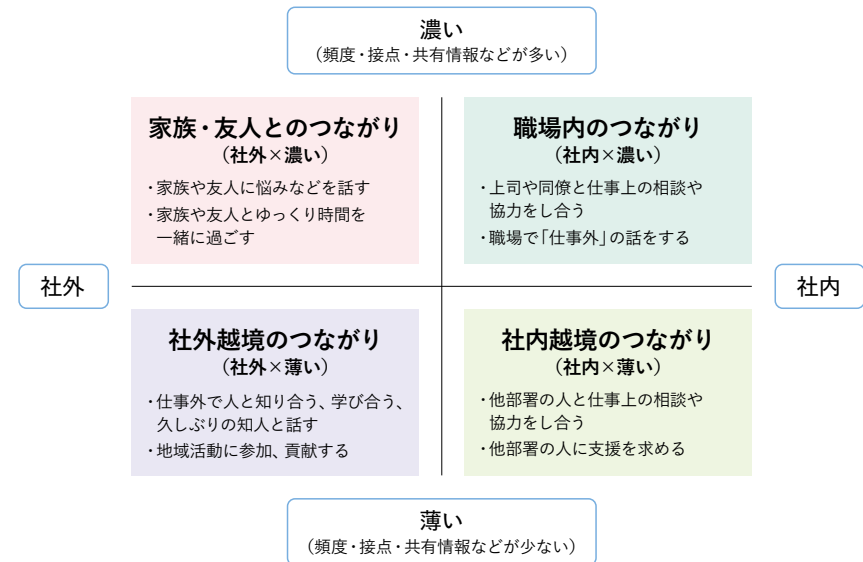 濃い
（頻度・接点・共有情報などが多い）
家族・友人とのつながり
（社外×濃い）
・家族や友人に悩みなどを話す
・家族や友人とゆっくり時間を
一緒に過ごす
職場内のつながり
（社内×濃い）
・上司や同僚と仕事上の相談や
協力をし合う
・職場で「仕事外」の話をする
社外
社内
社外越境のつながり
（社外×薄い）
・仕事外で人と知り合う、学び合う、
久しぶりの知人と話す
・地域活動に参加、貢献する
社内越境のつながり
（社内×薄い）
・他部署の人と仕事上の相談や
協力をし合う
・他部署の人に支援を求める
薄い
（頻度・接点・共有情報などが少ない）